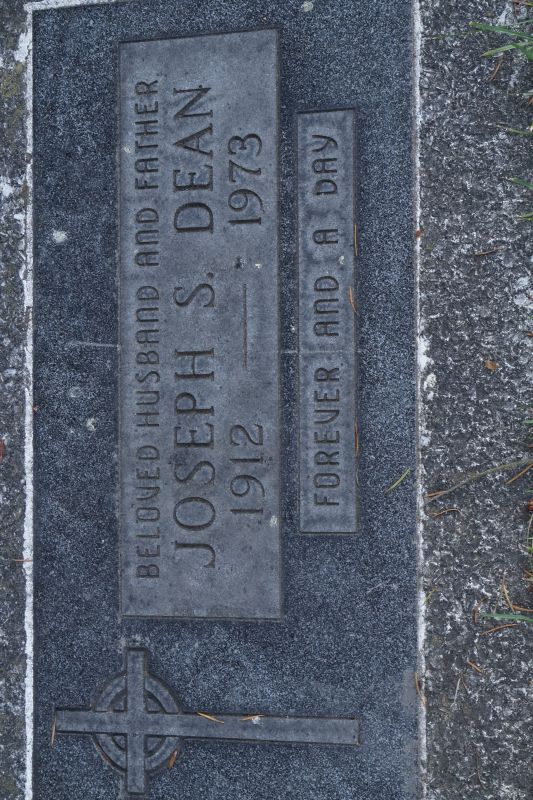 BELOVED HUSBAND AND FATHER
JOSEPH S. DEAN
1912 — 1973
FOREVER AND A DAY